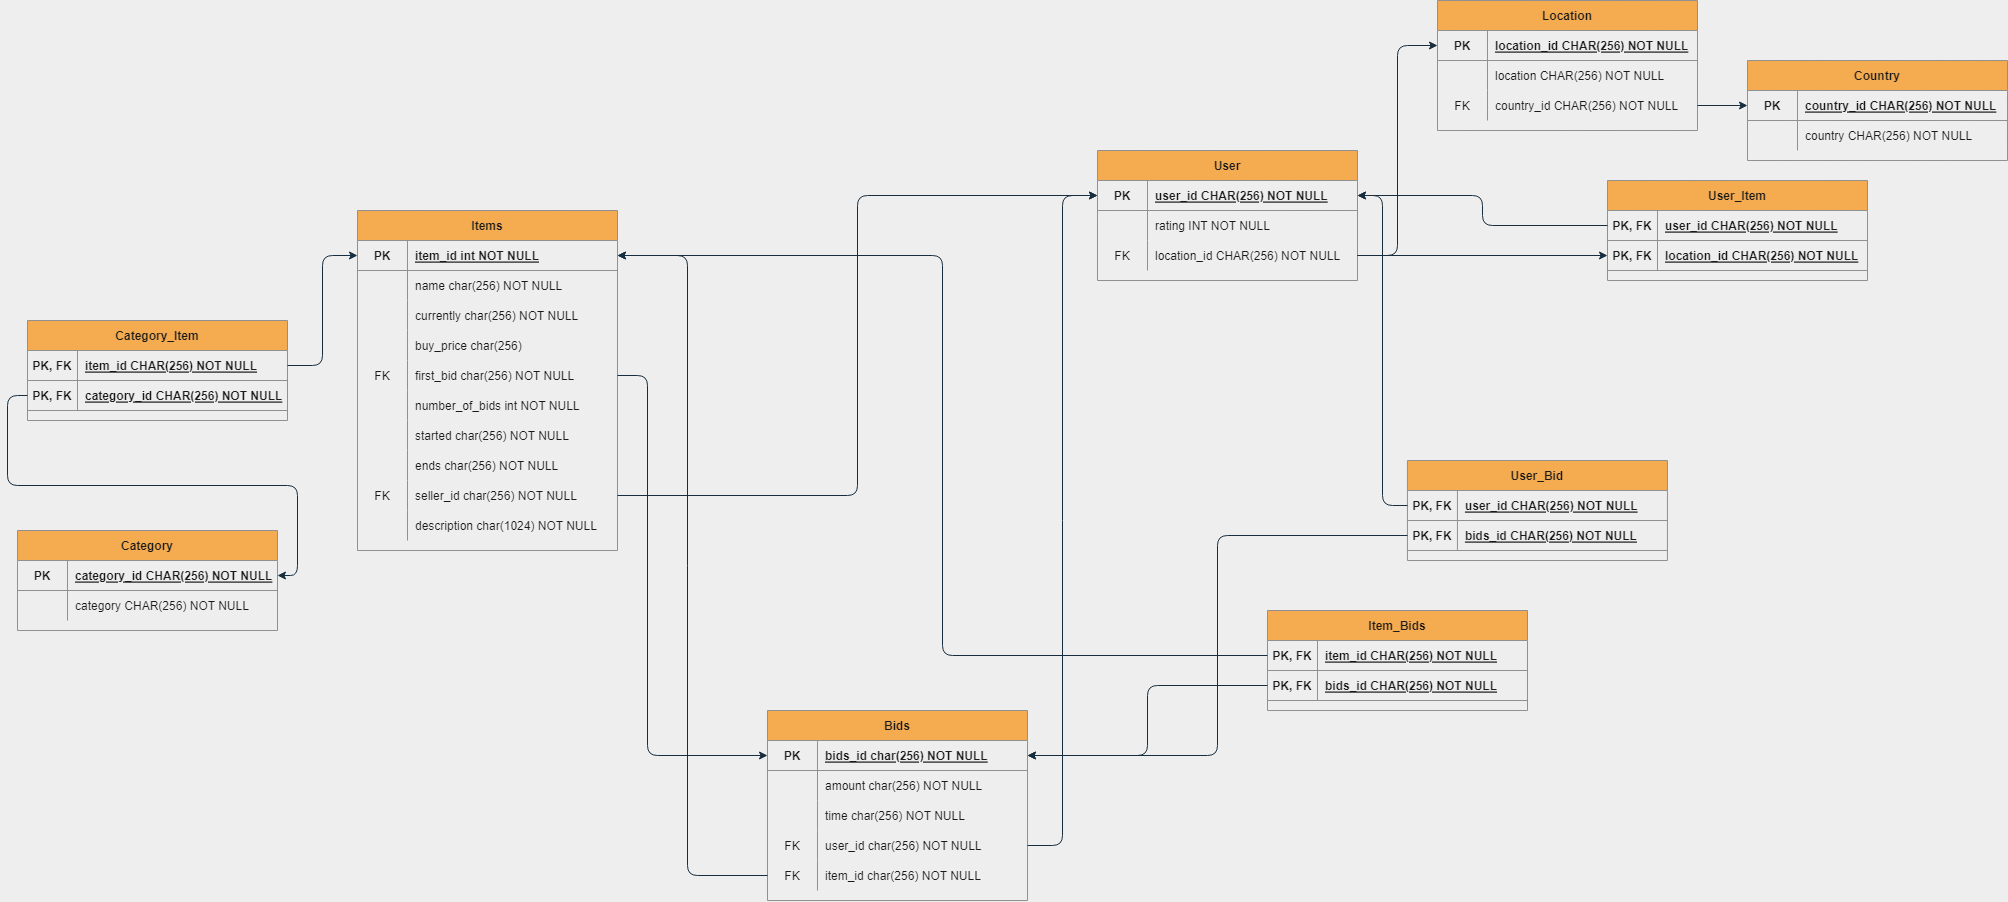 Location
PK location_id CHAR(256) NOT NULL
location CHAR(256) NOT NULL
FK country_id CHAR(256) NOT NULL
Country
PK country_id CHAR(256) NOT NULL
country CHAR(256) NOT NULL
User
PK user_id CHAR(256) NOT NULL
rating INT NOT NULL
FK location_id CHAR(256) NOT NULL
User_Item
PK, FK user_id CHAR(256) NOT NULL
PK, FK location_id CHAR(256) NOT NULL
Items
PK item_id int NOT NULL
name char(256) NOT NULL
currently char(256) NOT NULL
buy_price char(256)
FK first_bid char(256) NOT NULL
number_of_bids int NOT NULL
started char(256) NOT NULL
ends char(256) NOT NULL
FK seller_id char(256) NOT NULL
description char(1024) NOT NULL
Category_Item
PK, FK item_id CHAR(256) NOT NULL
PK, FK category_id CHAR(256) NOT NULL
Category
PK category_id CHAR(256) NOT NULL
category CHAR(256) NOT NULL
User_Bid
PK, FK user_id CHAR(256) NOT NULL
PK, FK bids_id CHAR(256) NOT NULL
Item_Bids
PK, FK item_id CHAR(256) NOT NULL
PK, FK bids_id CHAR(256) NOT NULL
Bids
PK bids_id char(256) NOT NULL
amount char(256) NOT NULL
time char(256) NOT NULL
FK user_id char(256) NOT NULL
FK item_id char(256) NOT NULL